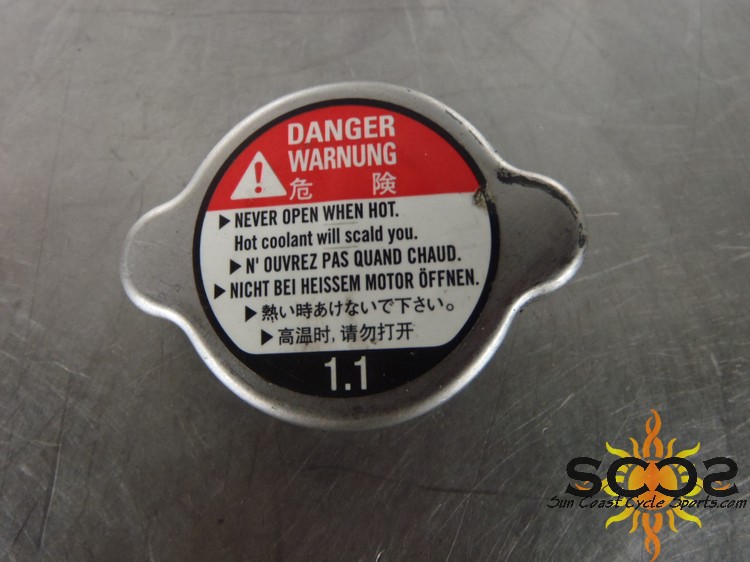 DANGER
WARNUNG
危 険
▶ NEVER OPEN WHEN HOT.
Hot coolant will scald you.
▶ N' OUVREZ PAS QUAND CHAUD.
▶ NICHT BEI HEISSEM MOTOR ÖFFNEN.
▶ 熱い時あけないで下さい。
▶ 高温时, 请勿打开
1.1
SCCS
Sun Coast Cycle Sports.com